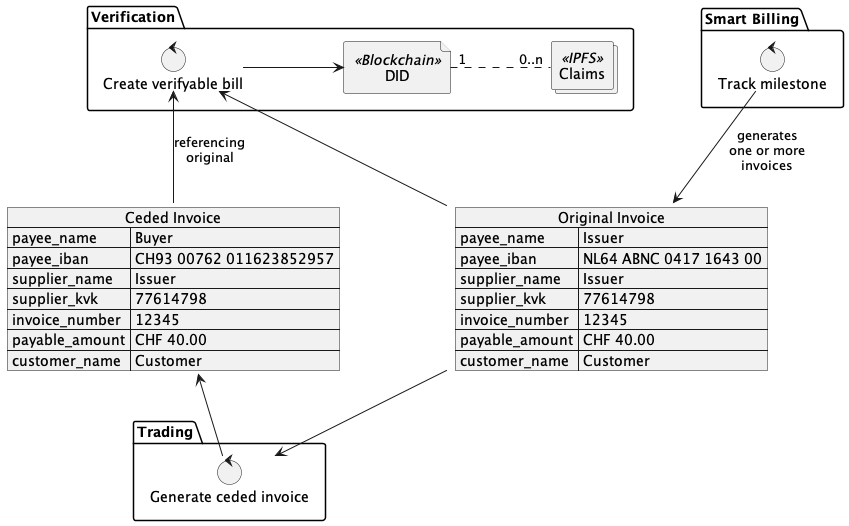 Verification
Smart Billing
«Blockchain»
DID
1
0..n
«IPFS»
Claims
Create verifyable bill
Track milestone
referencing
original
generates
one or more
invoices
Ceded Invoice
payee_name Buyer
payee_iban CH93 00762 011623852957
supplier_name Issuer
supplier_kvk 77614798
invoice_number 12345
payable_amount CHF 40.00
customer_name Customer
Original Invoice
payee_name Issuer
payee_iban NL64 ABNC 0417 1643 00
supplier_name Issuer
supplier_kvk 77614798
invoice_number 12345
payable_amount CHF 40.00
customer_name Customer
Trading
Generate ceded invoice